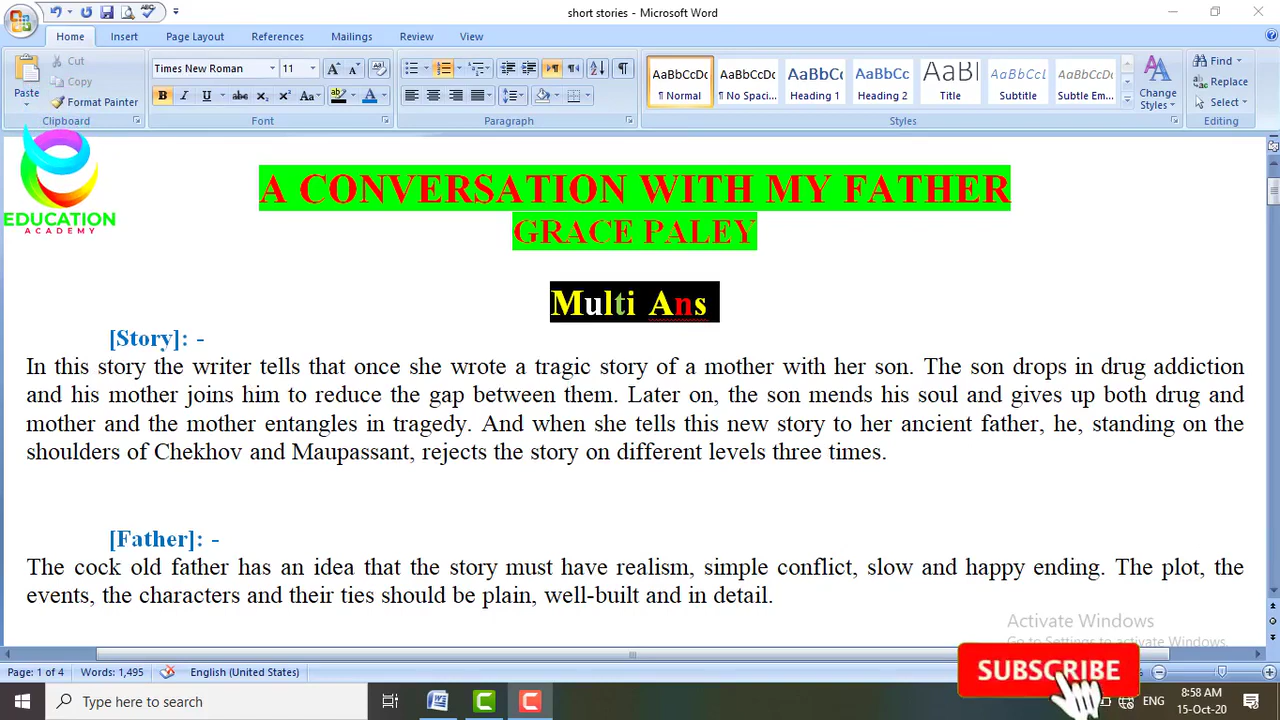 short stories - Microsoft Word
Home Insert Page Layout References Mailings Review View
Paste Cut Copy Format Painter
Times New Roman 11
AaBbCcDc AaBbCcDc AaBbCc AaBbCc AaBl AaBbCcl AaBbCcDc
¶ Normal ¶ No Spaci... Heading 1 Heading 2 Title Subtitle Subtle Em...
Change Styles
Find Replace Select
Clipboard Font Paragraph Styles Editing
EDUCATION
ACADEMY
A CONVERSATION WITH MY FATHER
GRACE PALEY
Multi Ans
[Story]: -
In this story the writer tells that once she wrote a tragic story of a mother with her son. The son drops in drug addiction
and his mother joins him to reduce the gap between them. Later on, the son mends his soul and gives up both drug and
mother and the mother entangles in tragedy. And when she tells this new story to her ancient father, he, standing on the
shoulders of Chekhov and Maupassant, rejects the story on different levels three times.
[Father]: -
The cock old father has an idea that the story must have realism, simple conflict, slow and happy ending. The plot, the
events, the characters and their ties should be plain, well-built and in detail.
Activate Windows
Go to Settings to activate Windows.
Page: 1 of 4 Words: 1,495 English (United States)
SUBSCRIBE
Type here to search
ENG
8:58 AM
15-Oct-20